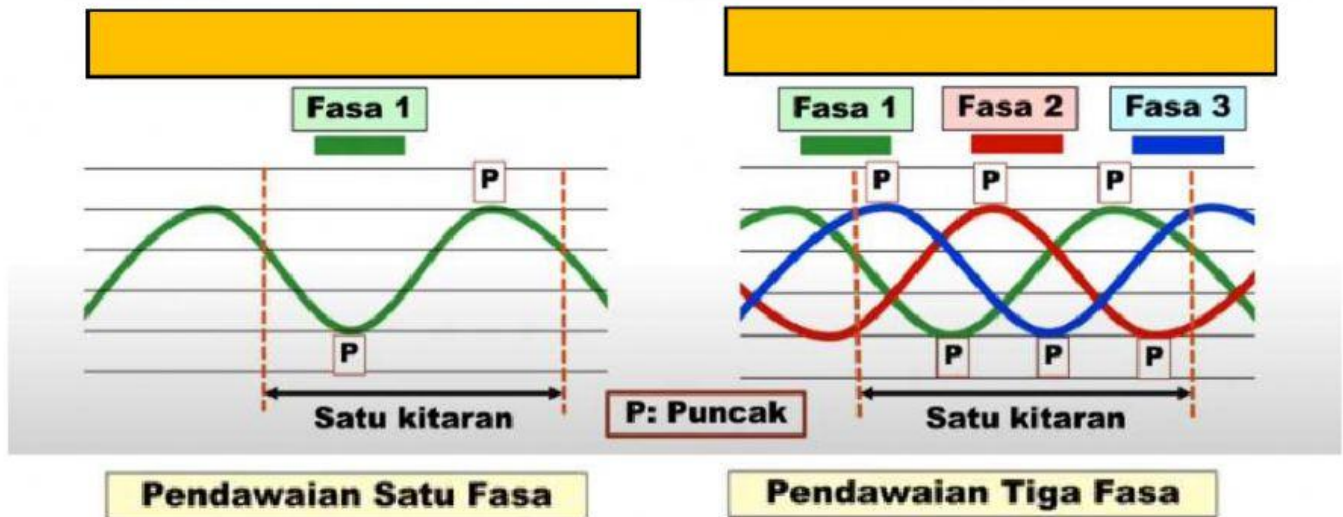 Fasa 1
P
P
Satu kitaran
Pendawaian Satu Fasa
P: Puncak
Fasa 1
Fasa 2
Fasa 3
P
P
P
P
P
P
Satu kitaran
Pendawaian Tiga Fasa